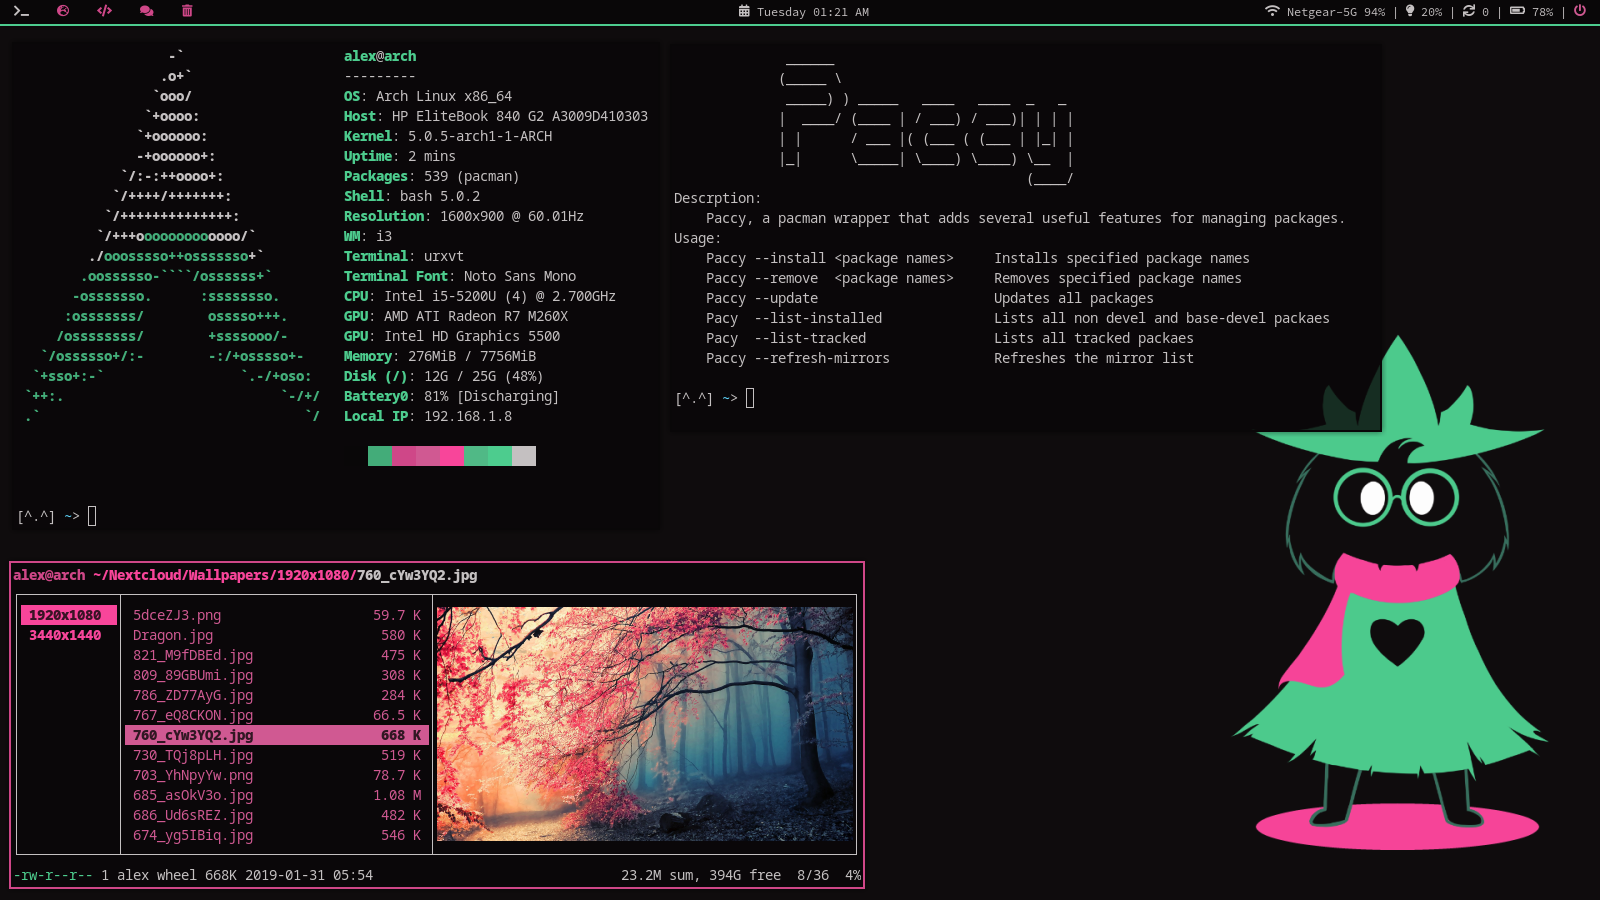 Tuesday 01:21 AM
Netgear-5G 94% | 20% | 0 | 78% |
alex@arch
---------
OS: Arch Linux x86_64
Host: HP EliteBook 840 G2 A3009D410303
Kernel: 5.0.5-arch1-1-ARCH
Uptime: 2 mins
Packages: 539 (pacman)
Shell: bash 5.0.2
Resolution: 1600x900 @ 60.01Hz
WM: i3
Terminal: urxvt
Terminal Font: Noto Sans Mono
CPU: Intel i5-5200U (4) @ 2.700GHz
GPU: AMD ATI Radeon R7 M260X
GPU: Intel HD Graphics 5500
Memory: 276MiB / 7756MiB
Disk (/): 12G / 25G (48%)
Battery0: 81% [Discharging]
Local IP: 192.168.1.8
[^.^] ~>
Paccy
Descrption:
Paccy, a pacman wrapper that adds several useful features for managing packages.
Usage:
Paccy --install <package names> Installs specified package names
Paccy --remove <package names> Removes specified package names
Paccy --update Updates all packages
Pacy --list-installed Lists all non devel and base-devel packaes
Pacy --list-tracked Lists all tracked packaes
Paccy --refresh-mirrors Refreshes the mirror list
[^.^] ~>
alex@arch ~/Nextcloud/Wallpapers/1920x1080/760_cYw3YQ2.jpg
1920x1080
3440x1440
5dceZJ3.png 59.7 K
Dragon.jpg 580 K
821_M9fDBEd.jpg 475 K
809_89GBUmi.jpg 308 K
786_ZD77AyG.jpg 284 K
767_eQ8CKON.jpg 66.5 K
760_cYw3YQ2.jpg 668 K
730_TQj8pLH.jpg 519 K
703_YhNpyYw.png 78.7 K
685_asOkV3o.jpg 1.08 M
686_Ud6sREZ.jpg 482 K
674_yg5IBiq.jpg 546 K
-rw-r--r-- 1 alex wheel 668K 2019-01-31 05:54 23.2M sum, 394G free 8/36 4%